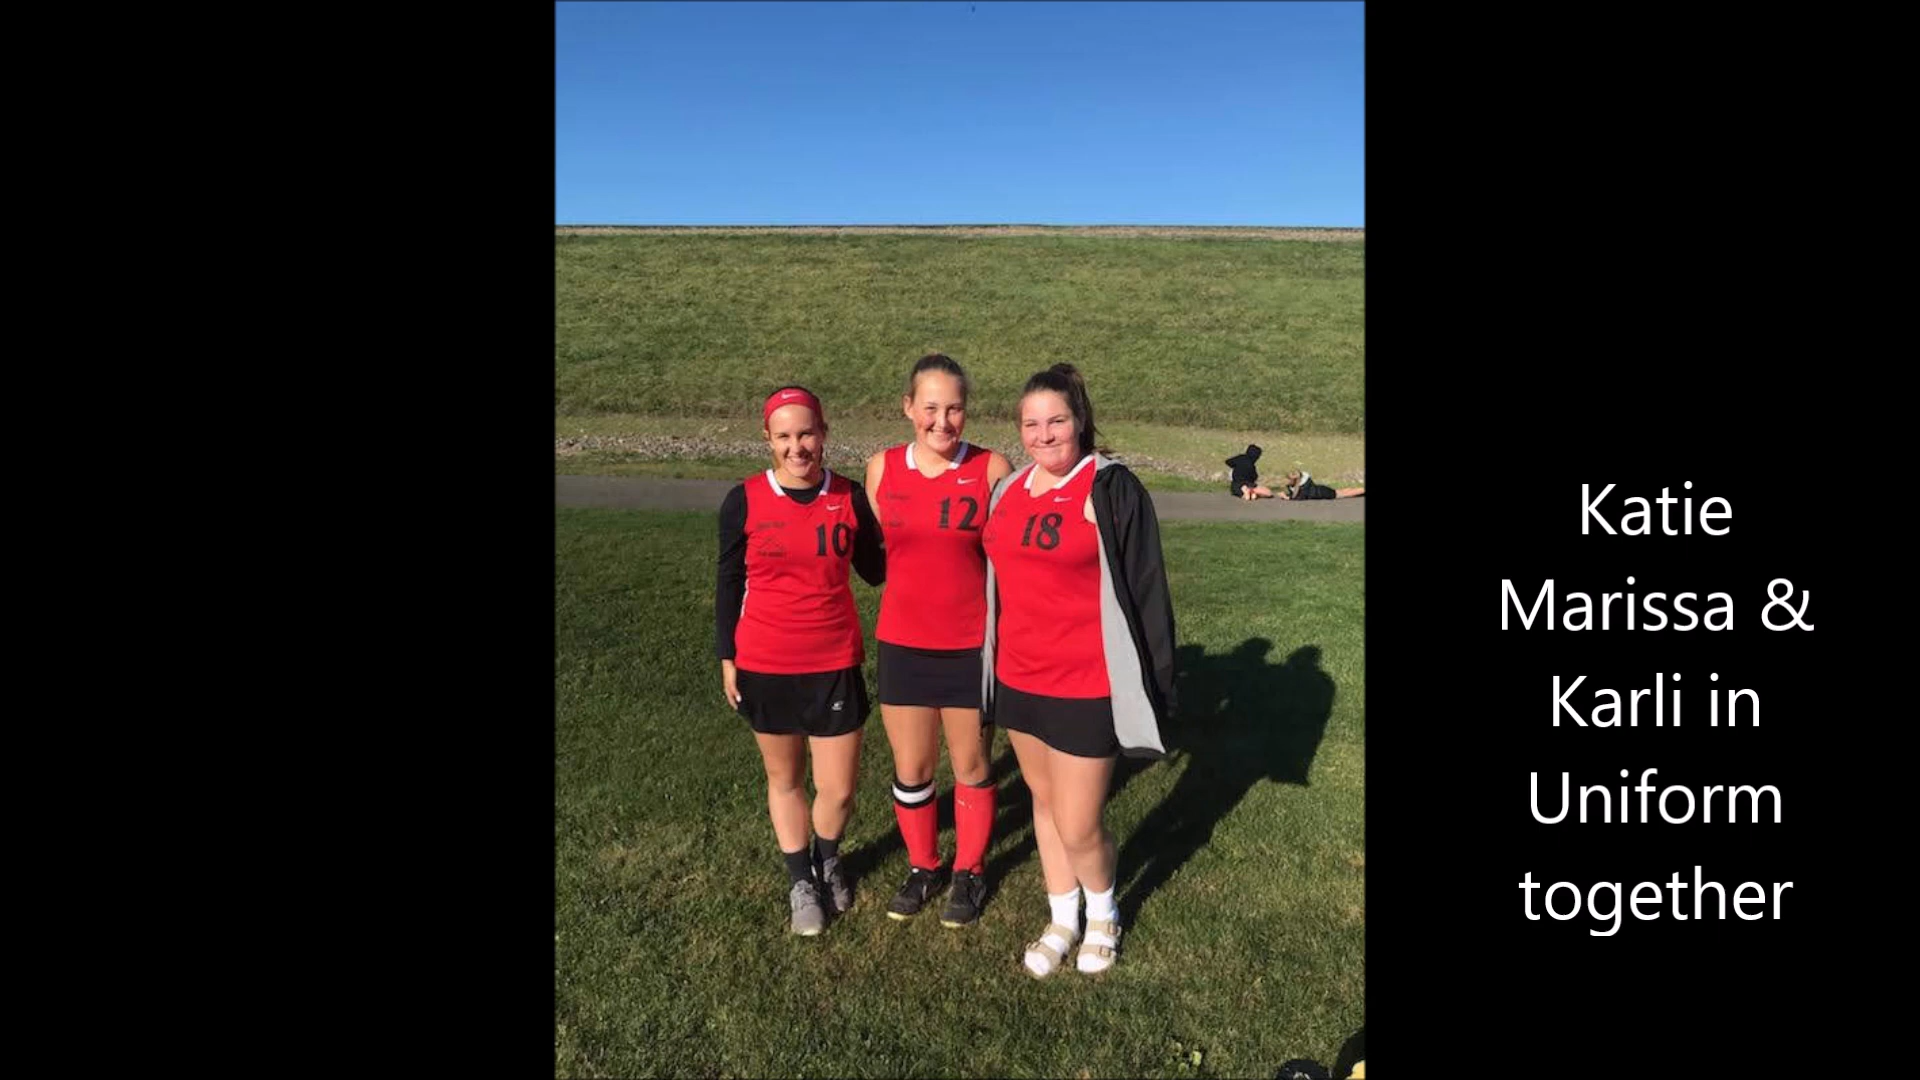 10
12
18
Katie
Marissa &
Karli in
Uniform
together